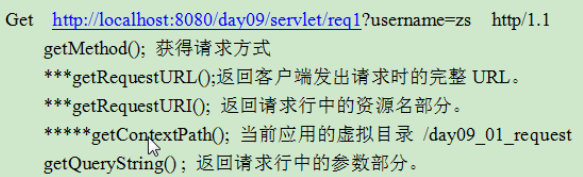 Get http://localhost:8080/day09/servlet/req1?username=zs http/1.1
getMethod(); 获得请求方式
***getRequestURL();返回客户端发出请求时的完整 URL。
***getRequestURI(); 返回请求行中的资源名部分。
*****getContextPath(); 当前应用的虚拟目录 /day09_01_request
getQueryString() ; 返回请求行中的参数部分。